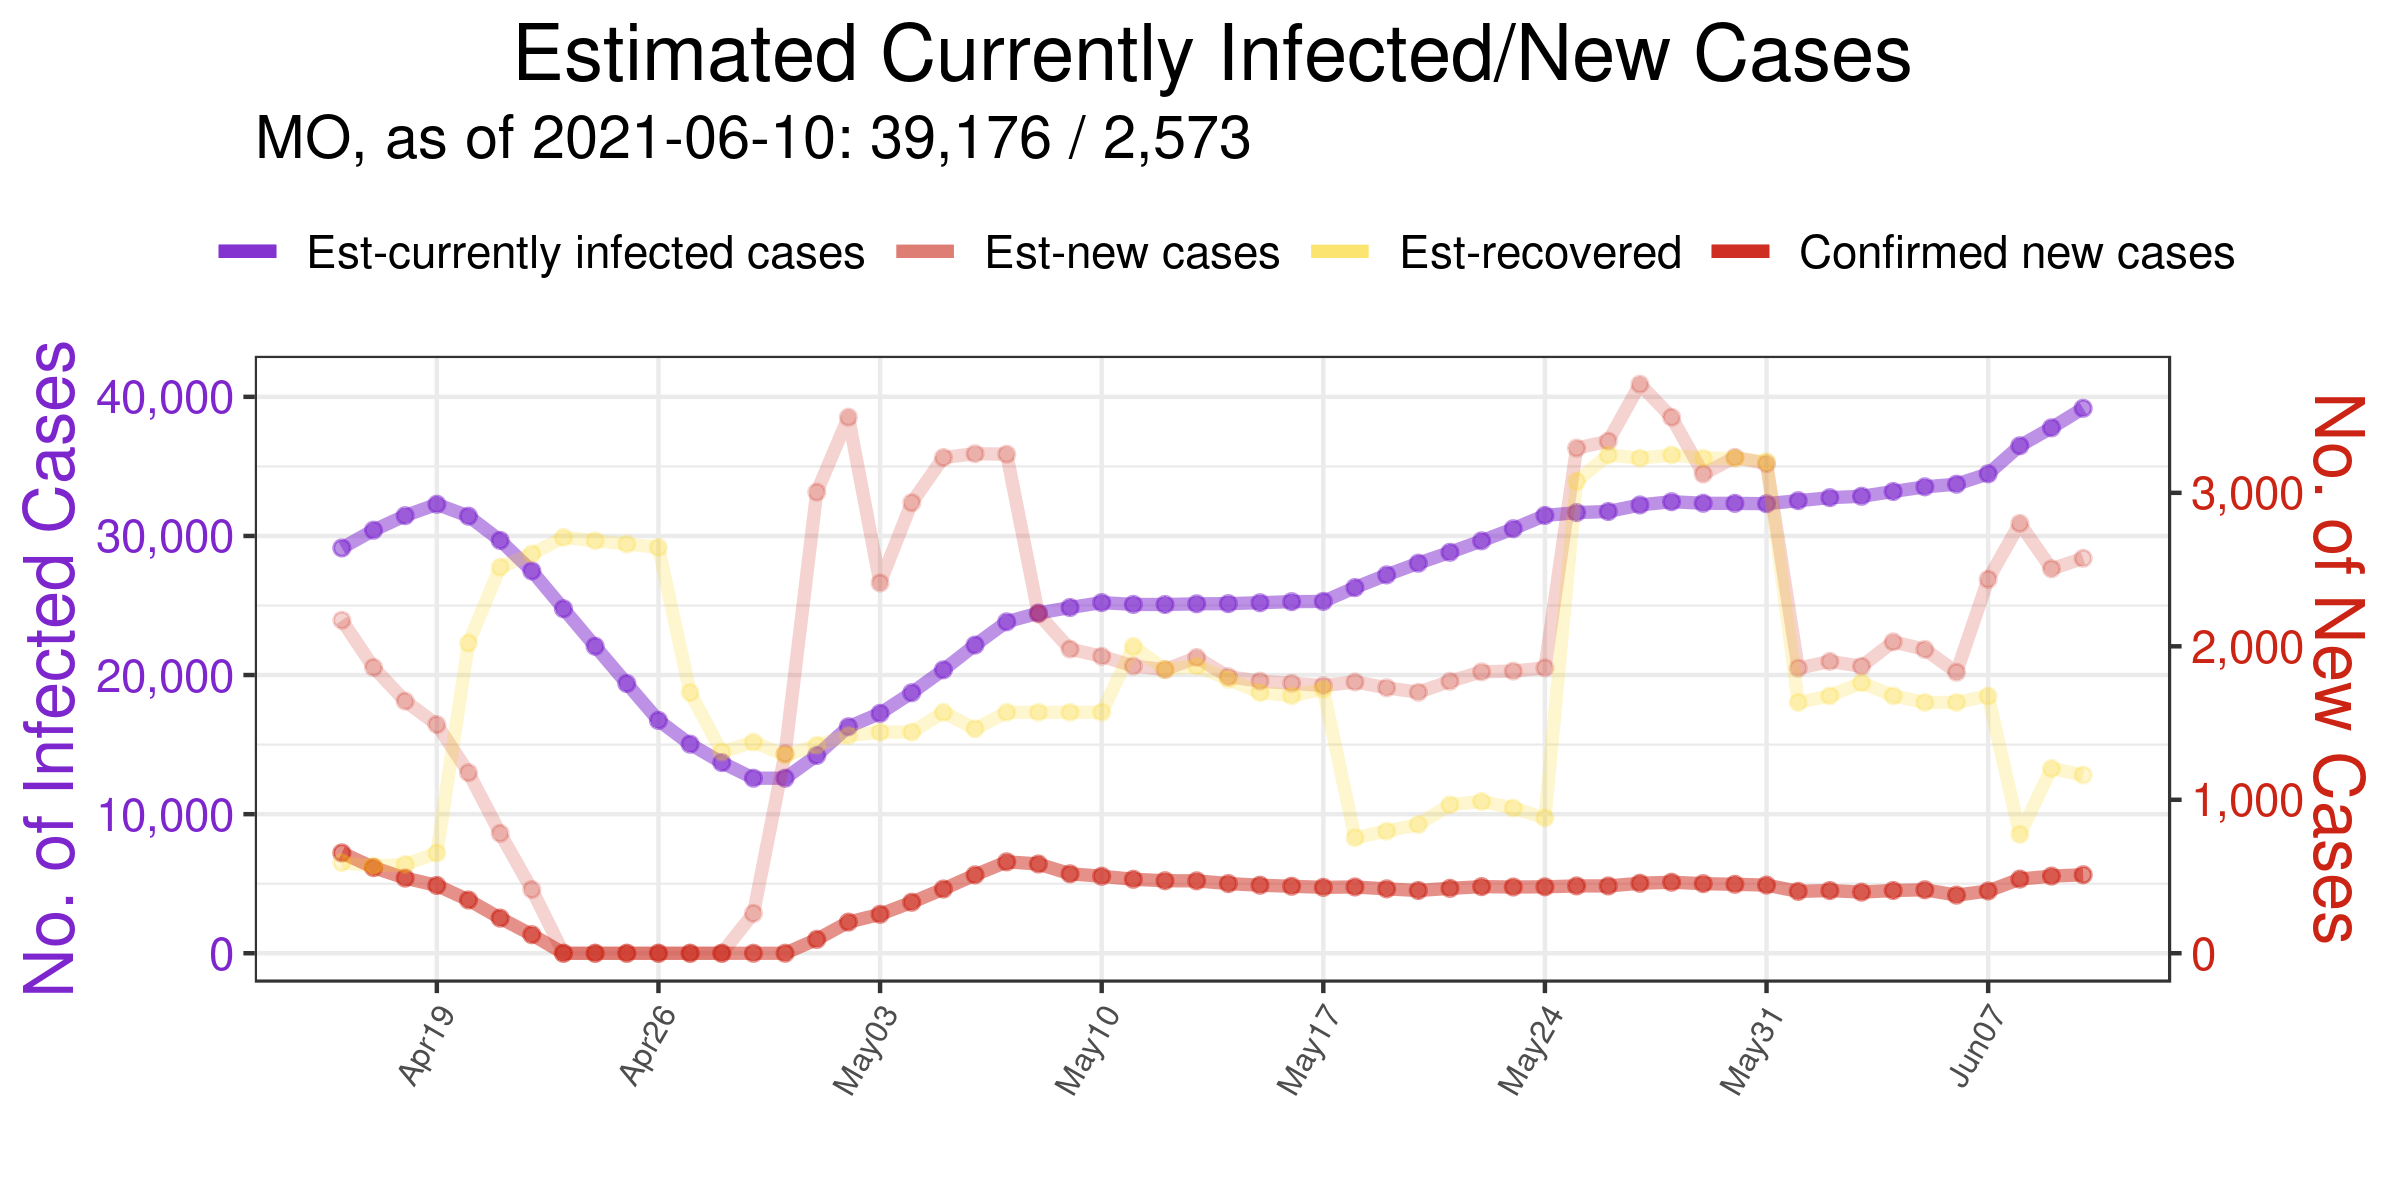 Estimated Currently Infected/New Cases
MO, as of 2021-06-10: 39,176 / 2,573
Est-currently infected cases Est-new cases Est-recovered Confirmed new cases
No. of Infected Cases
40,000
30,000
20,000
10,000
0
3,000
2,000
1,000
0
No. of New Cases
Apr19 Apr26 May03 May10 May17 May24 May31 Jun07